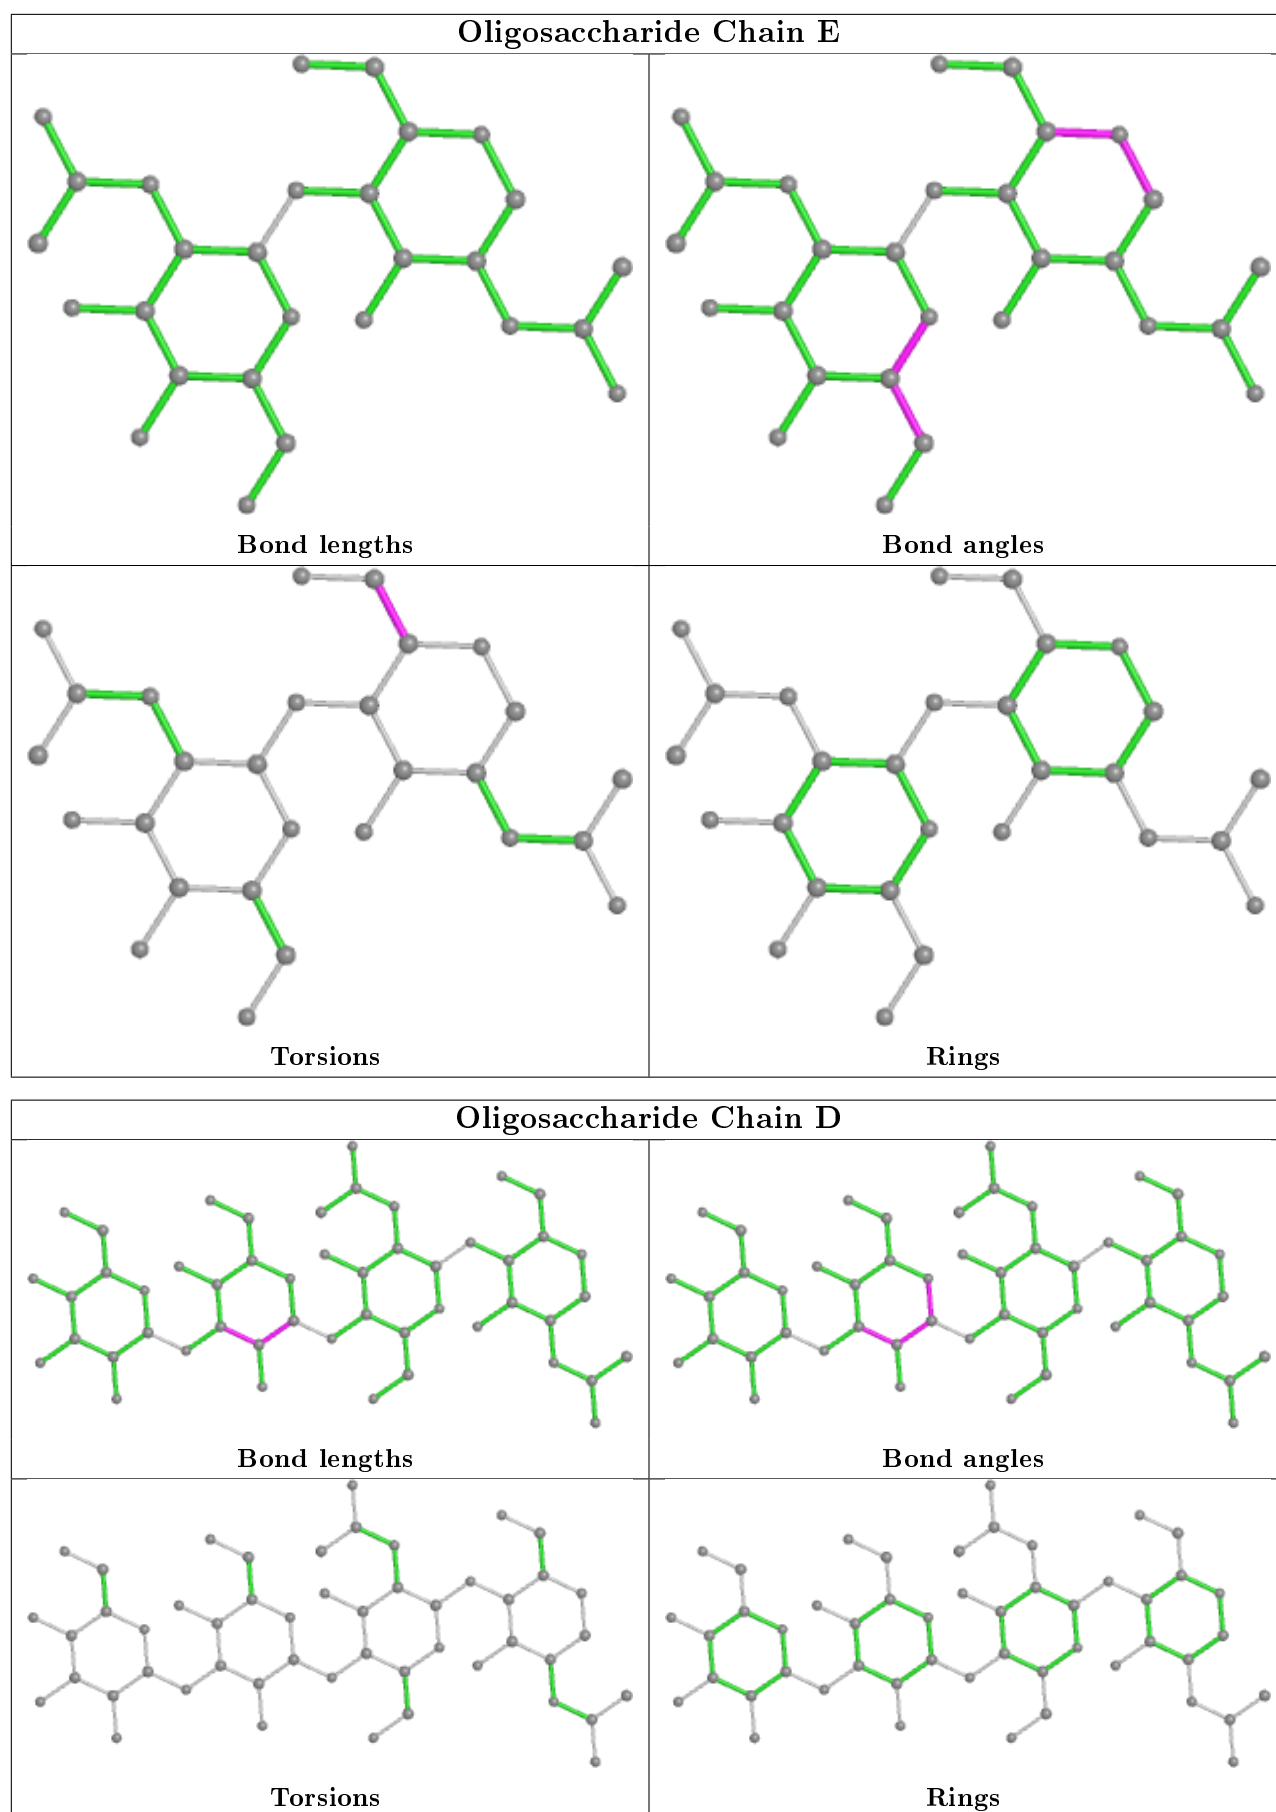 Oligosaccharide Chain E
Bond lengths
Bond angles
Torsions
Rings
Oligosaccharide Chain D
Bond lengths
Bond angles
Torsions
Rings